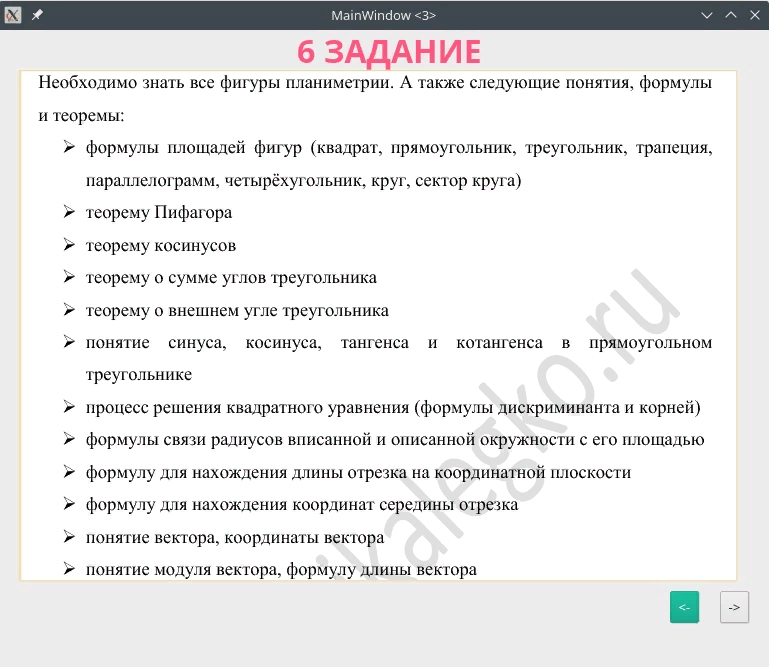 MainWindow <3>
6 ЗАДАНИЕ
Необходимо знать все фигуры планиметрии. А также следующие понятия, формулы
и теоремы:
➢ формулы площадей фигур (квадрат, прямоугольник, треугольник, трапеция,
параллелограмм, четырёхугольник, круг, сектор круга)
➢ теорему Пифагора
➢ теорему косинусов
➢ теорему о сумме углов треугольника
➢ теорему о внешнем угле треугольника
➢ понятие синуса, косинуса, тангенса и котангенса в прямоугольном
треугольнике
➢ процесс решения квадратного уравнения (формулы дискриминанта и корней)
➢ формулы связи радиусов вписанной и описанной окружности с его площадью
➢ формулу для нахождения длины отрезка на координатной плоскости
➢ формулу для нахождения координат середины отрезка
➢ понятие вектора, координаты вектора
➢ понятие модуля вектора, формулу длины вектора
ikalegko.ru
<- ->